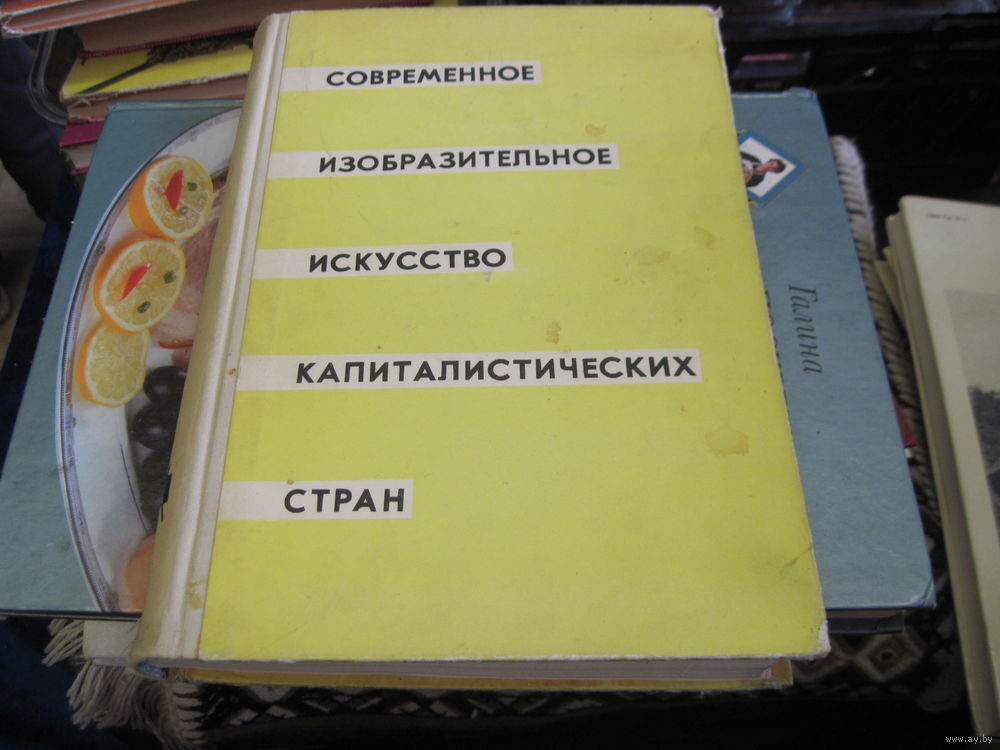 СОВРЕМЕННОЕ
ИЗОБРАЗИТЕЛЬНОЕ
ИСКУССТВО
КАПИТАЛИСТИЧЕСКИХ
СТРАН
Галина
www.ay.by